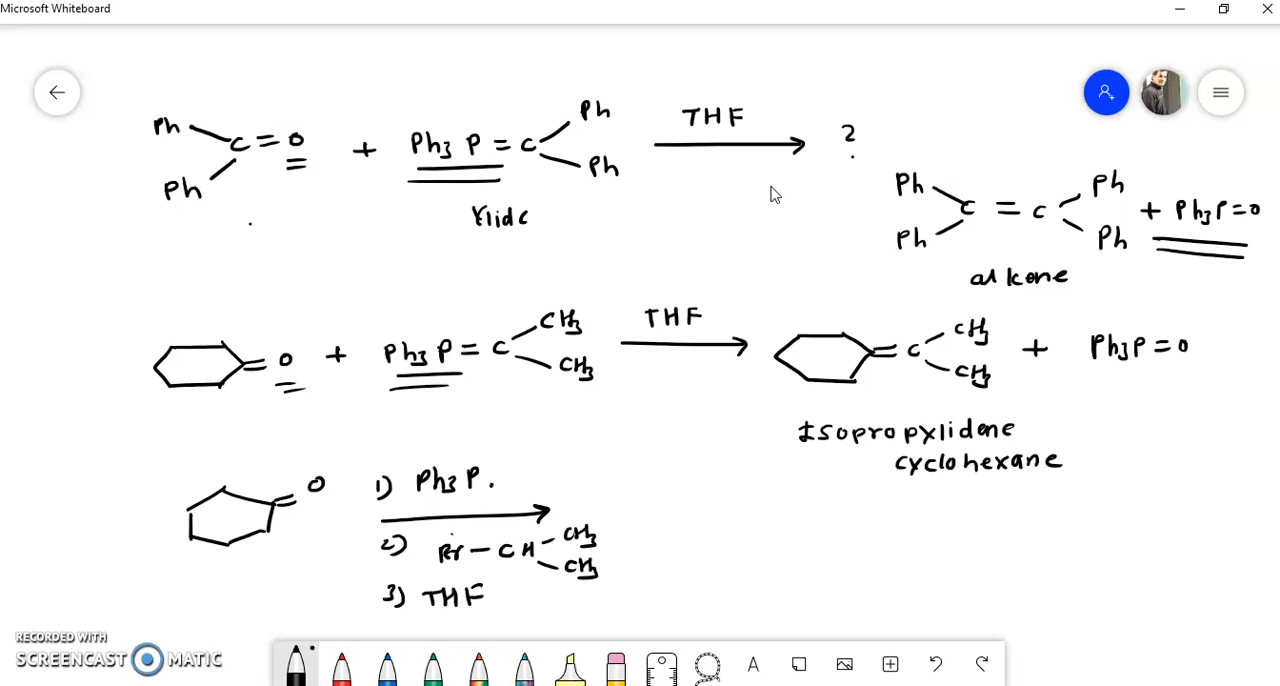 Microsoft Whiteboard
Ph
Ph
C = O + Ph3 P = C
Ph
Ph
THF
?
Ylide
Ph
Ph
C = C
Ph
Ph
+ Ph3P=O
alkene
O + Ph3 P = C
CH3
CH3
THF
C
CH3
CH3
+ Ph3P=O
Isopropylidene
cyclohexane
O
1) Ph3 P.
2) Br - CH
CH3
CH3
3) THF
RECORDED WITH
SCREENCAST MATIC
A